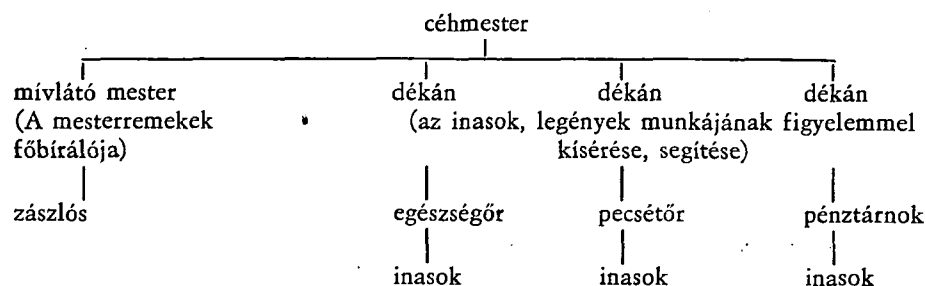 céhmester
mívlátó mester dékán dékán dékán
(A mesterremekek (az inasok, legények munkájának figyelemmel
főbírálója) kísérése, segítése)
zászlós egészségőr pecsétőr pénztárnok
inasok inasok inasok